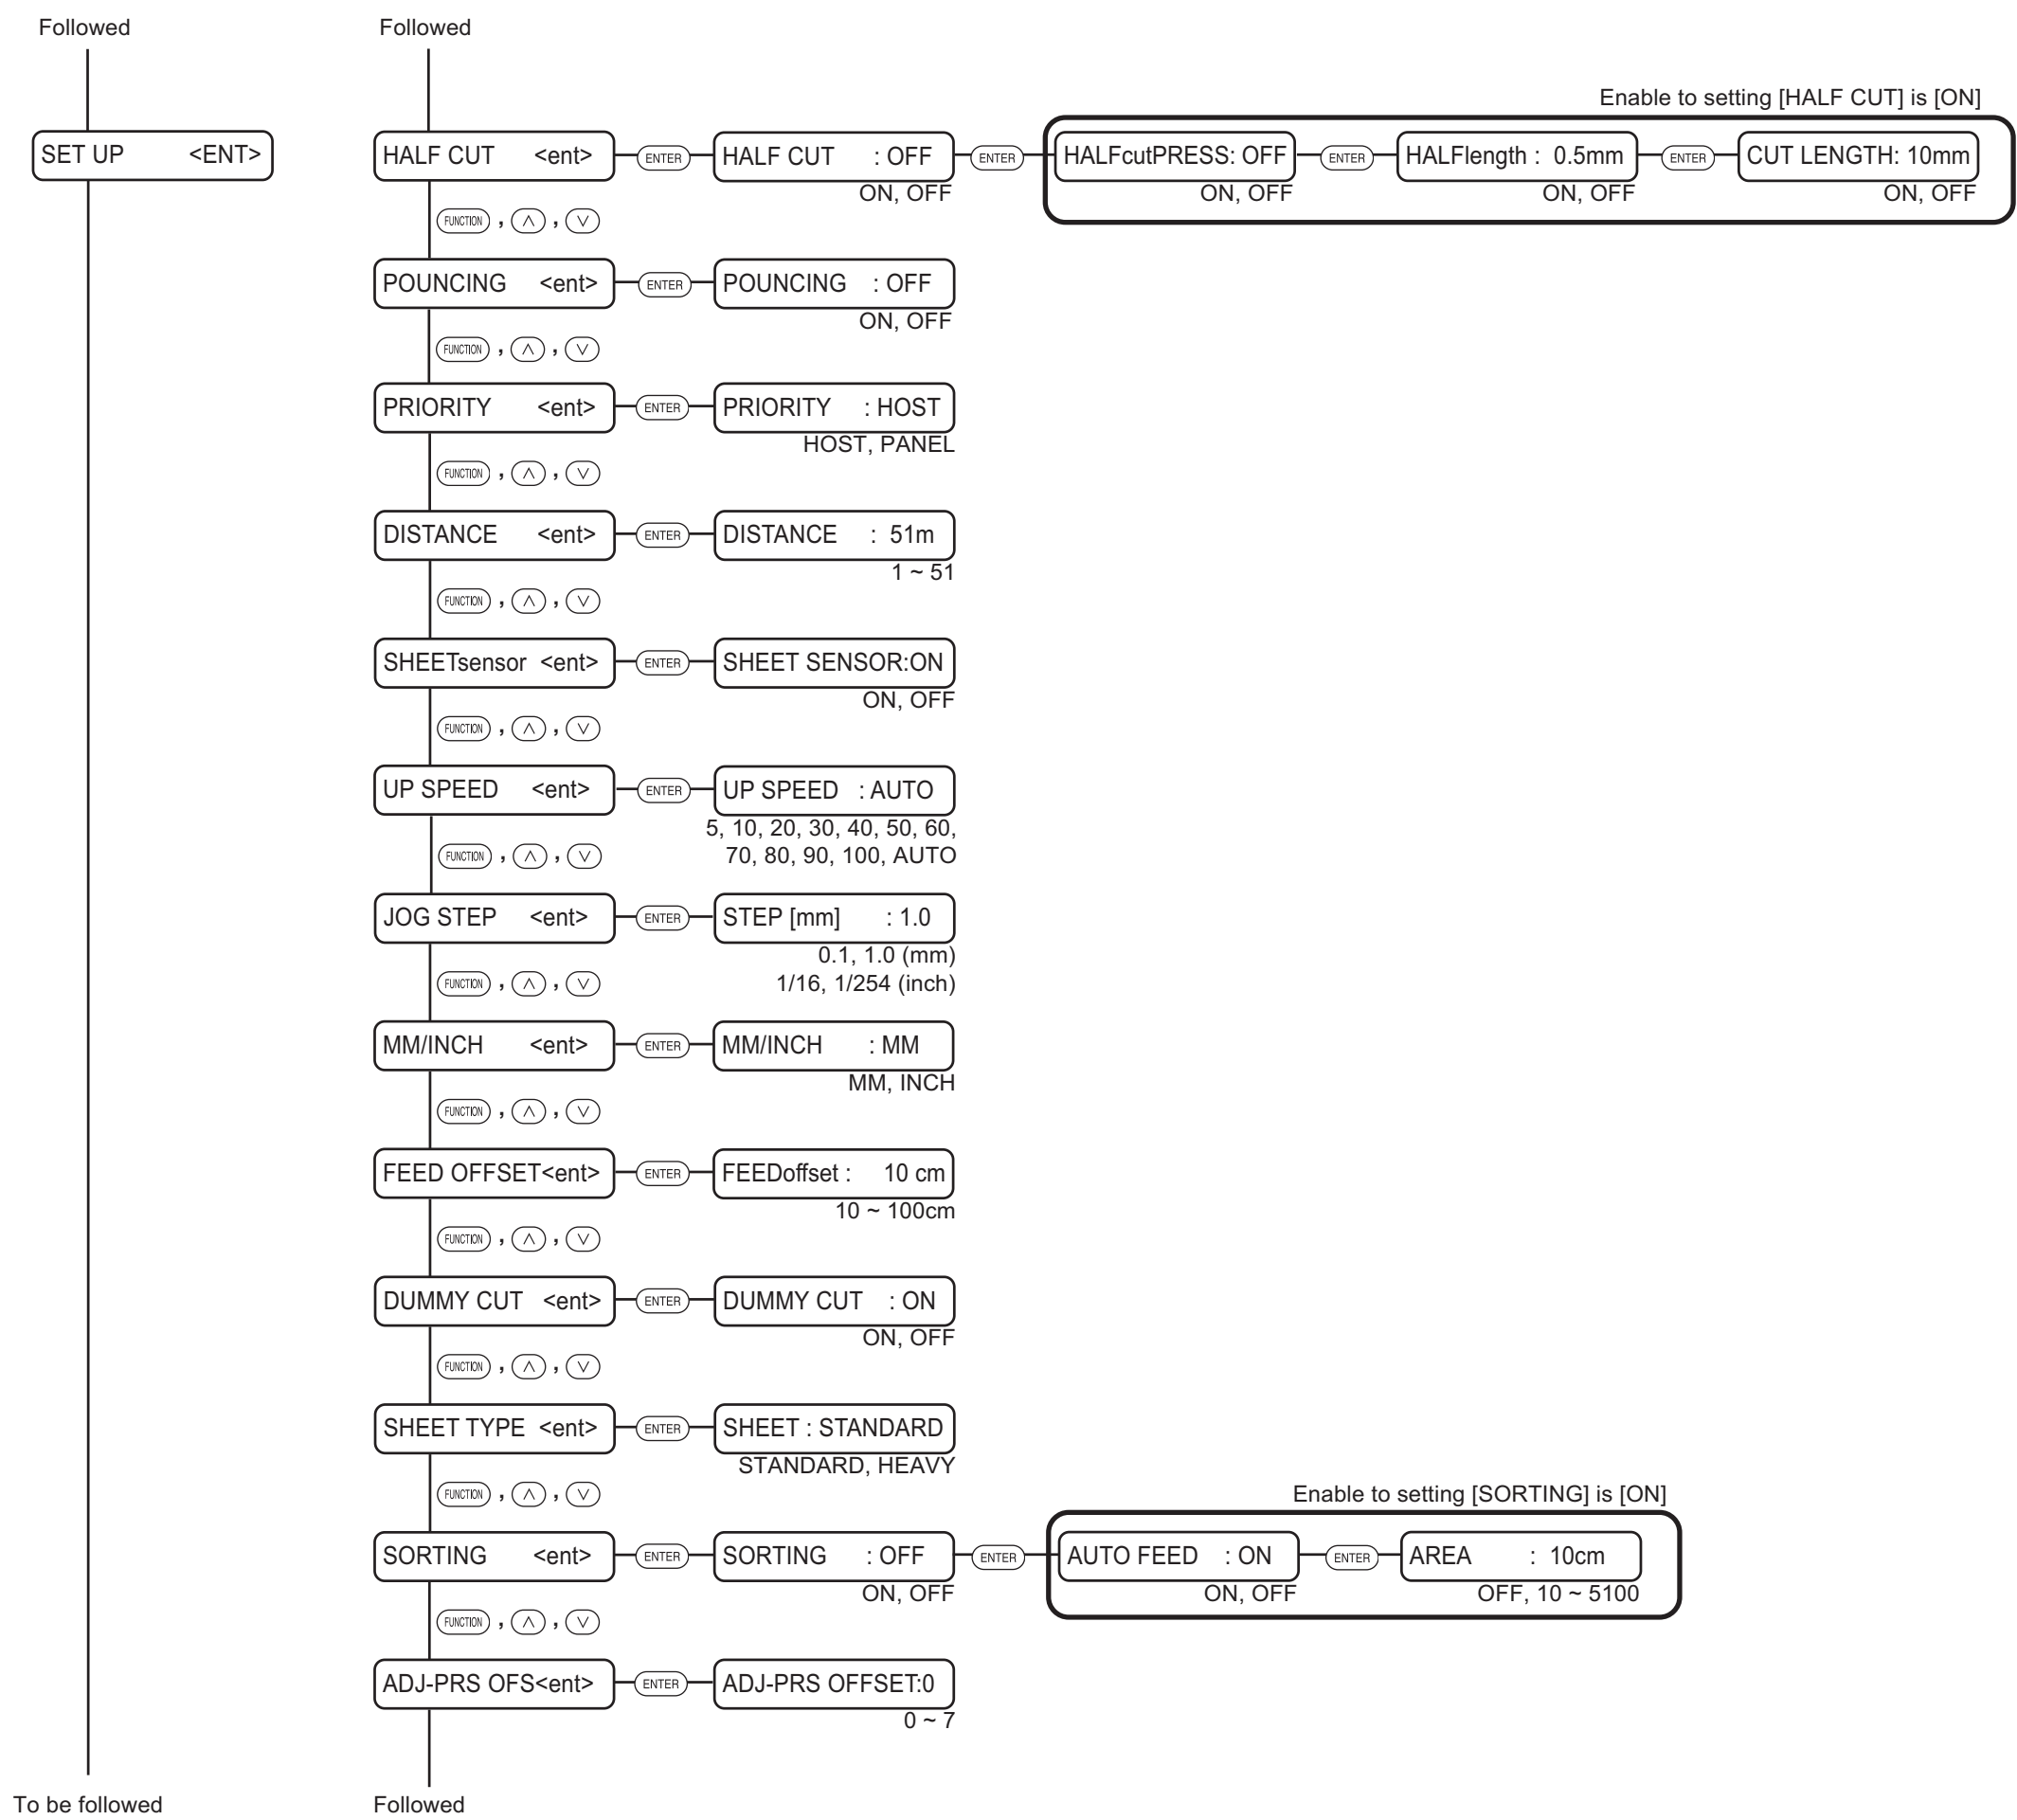 Followed
Followed
Enable to setting [HALF CUT] is [ON]
SET UP <ENT>
HALF CUT <ent> ENTER HALF CUT : OFF ENTER HALFcutPRESS: OFF ENTER HALFlength : 0.5mm ENTER CUT LENGTH: 10mm
ON, OFF
ON, OFF
ON, OFF
ON, OFF
FUNCTION , ,
POUNCING <ent> ENTER POUNCING : OFF
ON, OFF
FUNCTION , ,
PRIORITY <ent> ENTER PRIORITY : HOST
HOST, PANEL
FUNCTION , ,
DISTANCE <ent> ENTER DISTANCE : 51m
1 ~ 51
FUNCTION , ,
SHEETsensor <ent> ENTER SHEET SENSOR:ON
ON, OFF
FUNCTION , ,
UP SPEED <ent> ENTER UP SPEED : AUTO
5, 10, 20, 30, 40, 50, 60,
70, 80, 90, 100, AUTO
FUNCTION , ,
JOG STEP <ent> ENTER STEP [mm] : 1.0
0.1, 1.0 (mm)
1/16, 1/254 (inch)
FUNCTION , ,
MM/INCH <ent> ENTER MM/INCH : MM
MM, INCH
FUNCTION , ,
FEED OFFSET<ent> ENTER FEEDoffset : 10 cm
10 ~ 100cm
FUNCTION , ,
DUMMY CUT <ent> ENTER DUMMY CUT : ON
ON, OFF
FUNCTION , ,
SHEET TYPE <ent> ENTER SHEET : STANDARD
STANDARD, HEAVY
FUNCTION , ,
Enable to setting [SORTING] is [ON]
SORTING <ent> ENTER SORTING : OFF ENTER AUTO FEED : ON ENTER AREA : 10cm
ON, OFF
ON, OFF
OFF, 10 ~ 5100
FUNCTION , ,
ADJ-PRS OFS<ent> ENTER ADJ-PRS OFFSET:0
0 ~ 7
To be followed
Followed